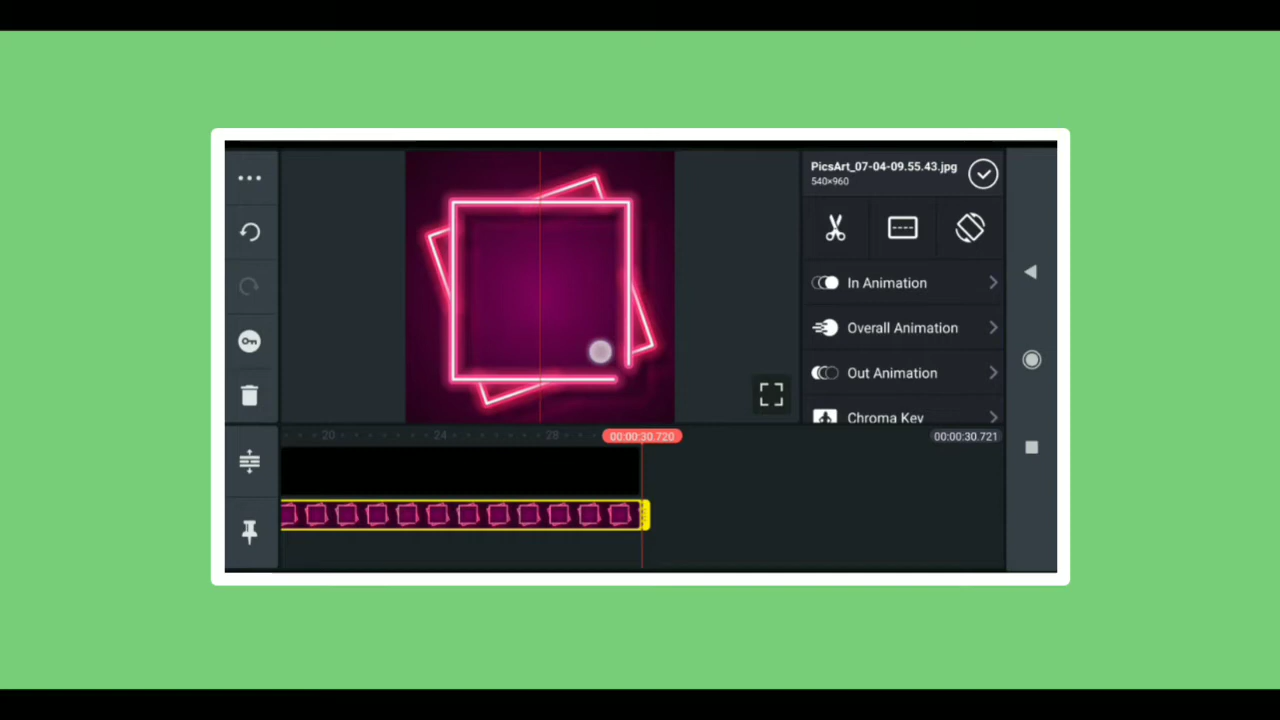 PicsArt_07-04-09.55.43.jpg
540×960
In Animation
Overall Animation
Out Animation
Chroma Key
20 24 28 00:00:30.720 00:00:30.721